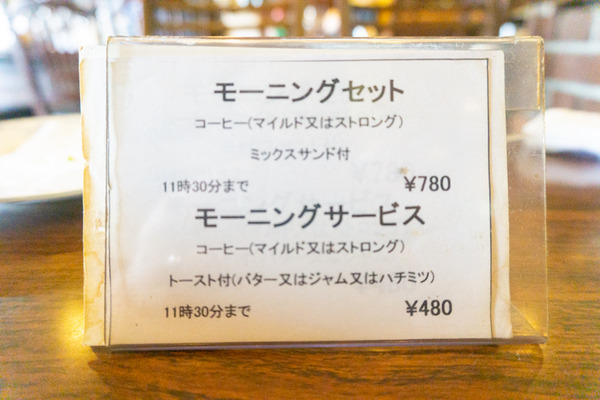 モーニングセット
コーヒー(マイルド又はストロング)
ミックスサンド付
11時30分まで ¥780
モーニングサービス
コーヒー(マイルド又はストロング)
トースト付(バター又はジャム又はハチミツ)
11時30分まで ¥480